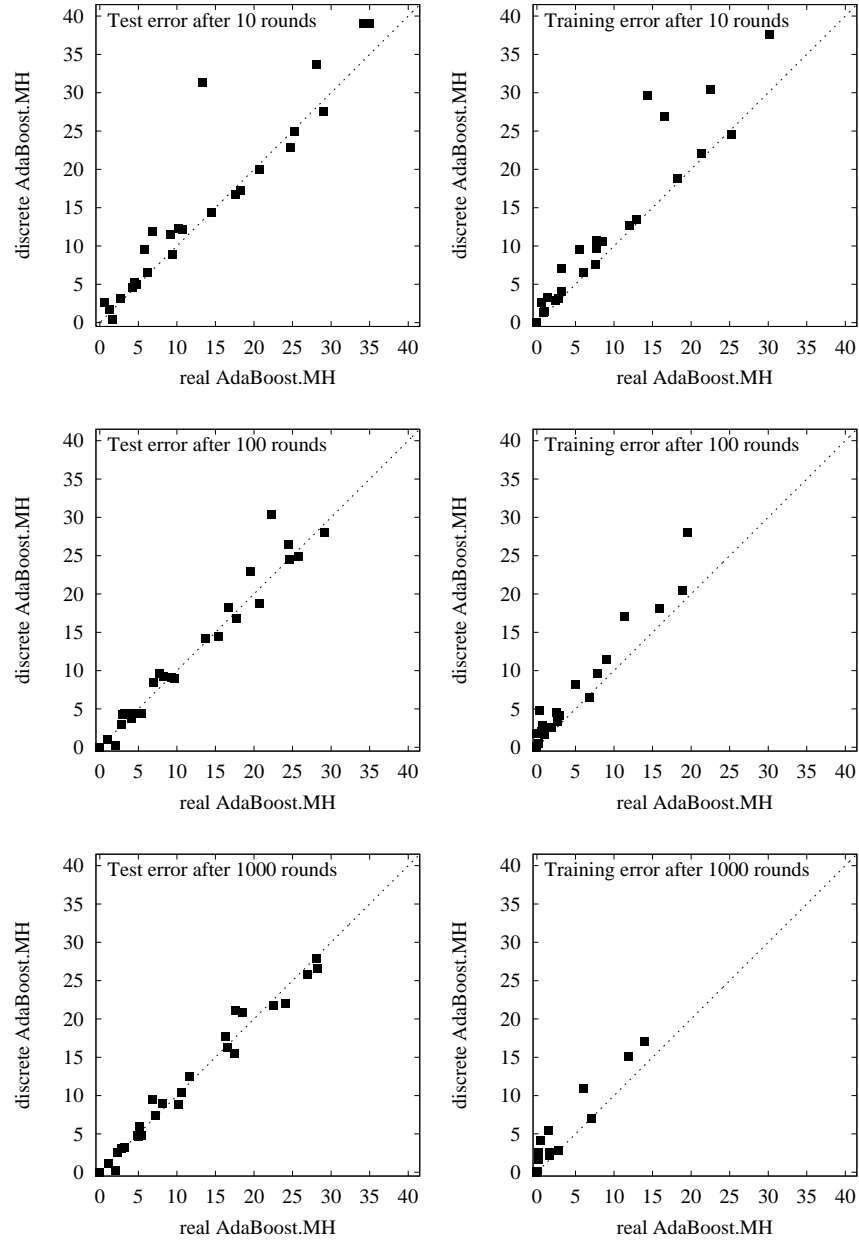 Test error after 10 rounds
40
35
30
25
20
15
10
5
0
discrete AdaBoost.MH
0 5 10 15 20 25 30 35 40
real AdaBoost.MH
Training error after 10 rounds
40
35
30
25
20
15
10
5
0
discrete AdaBoost.MH
0 5 10 15 20 25 30 35 40
real AdaBoost.MH
Test error after 100 rounds
40
35
30
25
20
15
10
5
0
discrete AdaBoost.MH
0 5 10 15 20 25 30 35 40
real AdaBoost.MH
Training error after 100 rounds
40
35
30
25
20
15
10
5
0
discrete AdaBoost.MH
0 5 10 15 20 25 30 35 40
real AdaBoost.MH
Test error after 1000 rounds
40
35
30
25
20
15
10
5
0
discrete AdaBoost.MH
0 5 10 15 20 25 30 35 40
real AdaBoost.MH
Training error after 1000 rounds
40
35
30
25
20
15
10
5
0
discrete AdaBoost.MH
0 5 10 15 20 25 30 35 40
real AdaBoost.MH